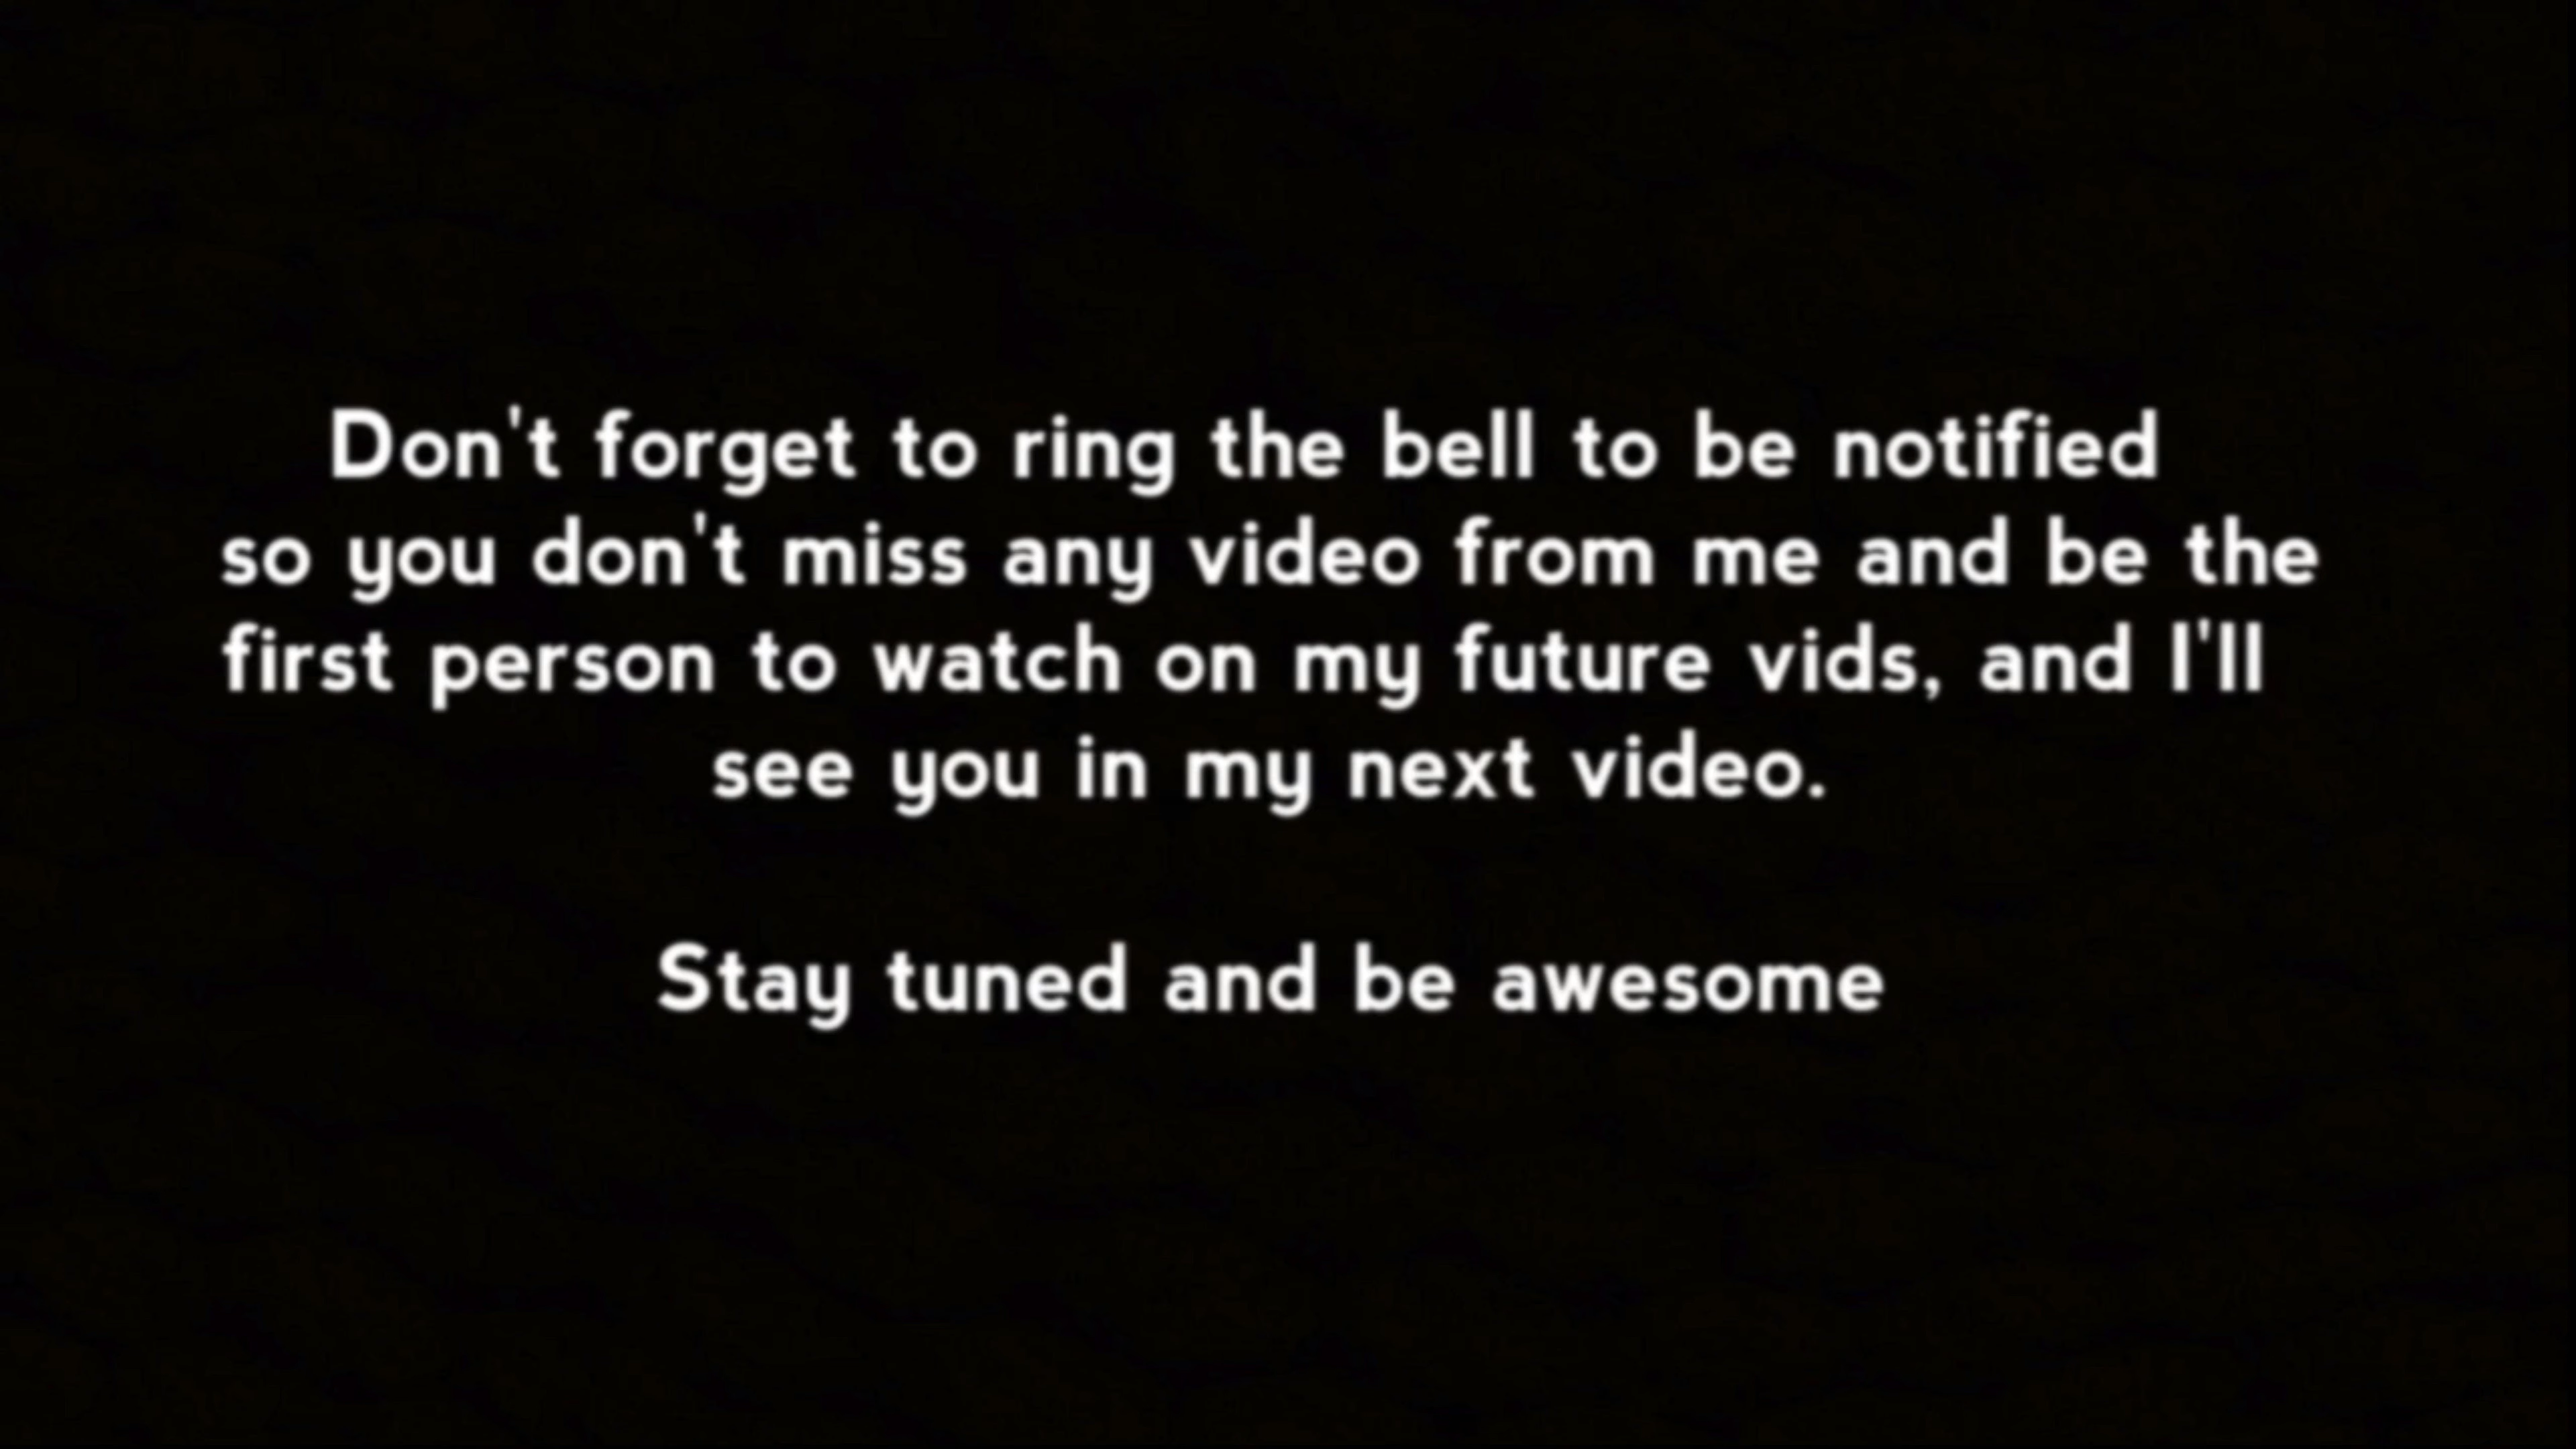 Don't forget to ring the bell to be notified
so you don't miss any video from me and be the
first person to watch on my future vids, and I'll
see you in my next video.
Stay tuned and be awesome